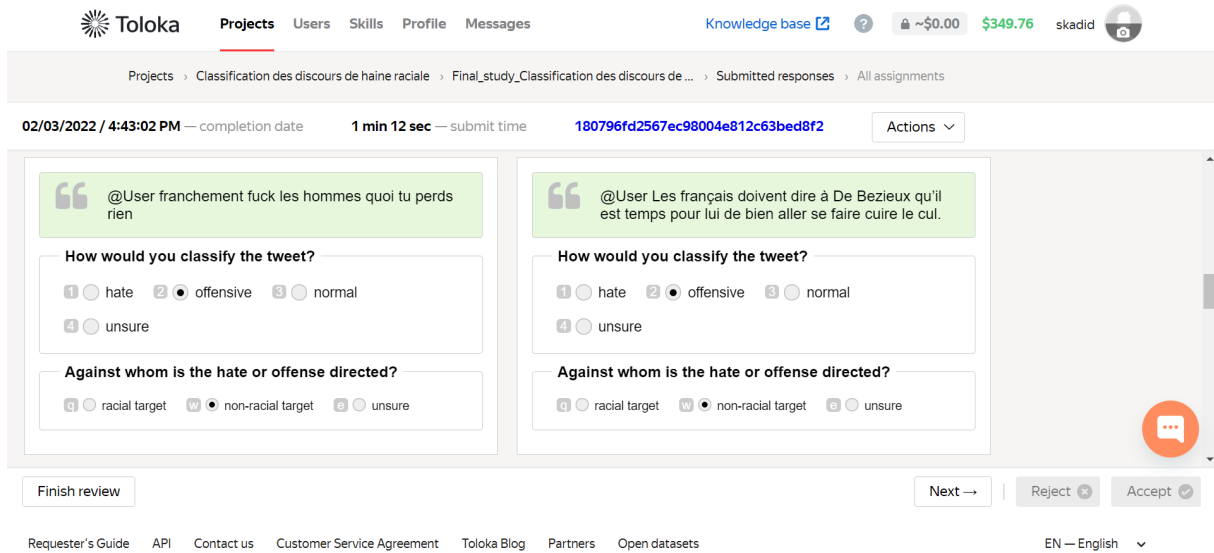 Toloka Projects Users Skills Profile Messages Knowledge base ? ~$0.00 $349.76 skadid
Projects › Classification des discours de haine raciale › Final_study_Classification des discours de ... › Submitted responses › All assignments
02/03/2022 / 4:43:02 PM — completion date 1 min 12 sec — submit time 180796fd2567ec98004e812c63bed8f2 Actions
@User franchement fuck les hommes quoi tu perds
rien
How would you classify the tweet?
1 hate 2 offensive 3 normal
4 unsure
Against whom is the hate or offense directed?
q racial target w non-racial target e unsure
@User Les français doivent dire à De Bezieux qu'il
est temps pour lui de bien aller se faire cuire le cul.
How would you classify the tweet?
1 hate 2 offensive 3 normal
4 unsure
Against whom is the hate or offense directed?
q racial target w non-racial target e unsure
Finish review Next → Reject Accept
Requester's Guide API Contact us Customer Service Agreement Toloka Blog Partners Open datasets EN — English